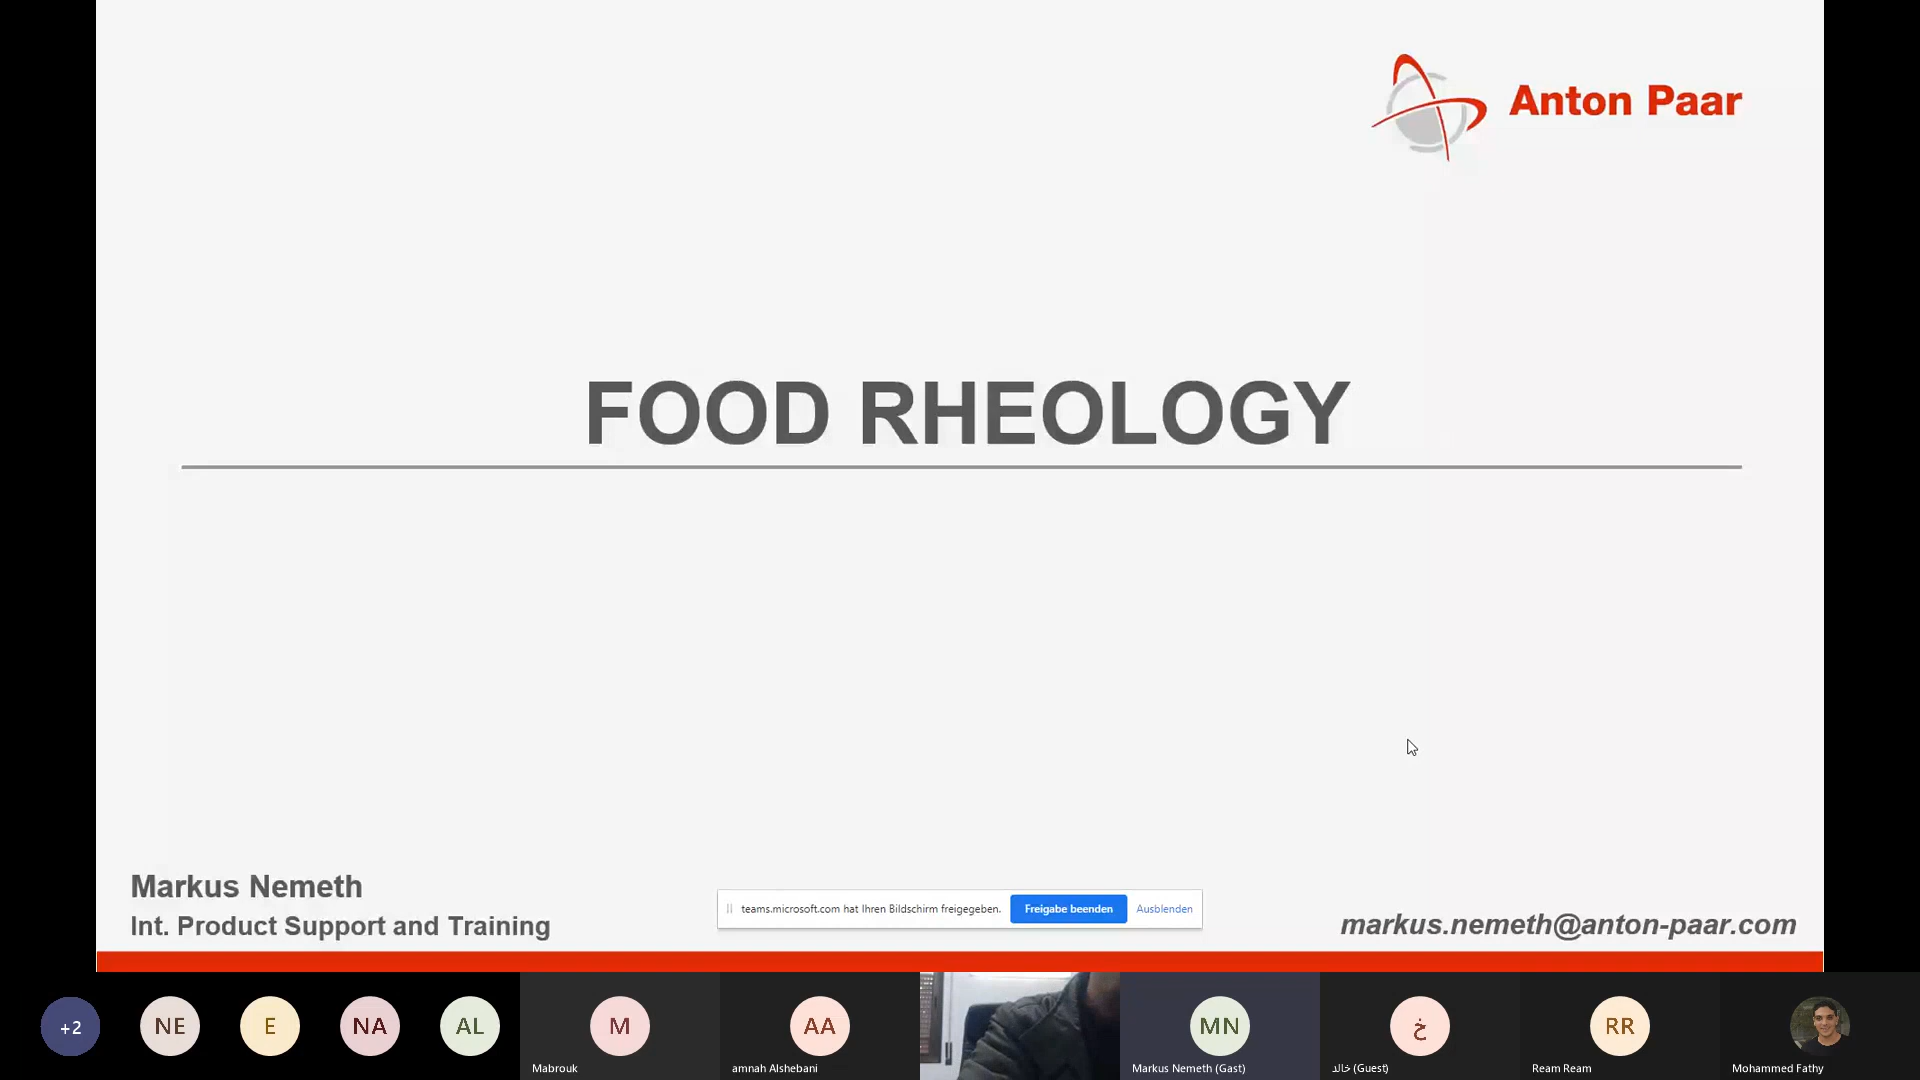 Anton Paar
FOOD RHEOLOGY
Markus Nemeth
Int. Product Support and Training
teams.microsoft.com hat Ihren Bildschirm freigegeben. Freigabe beenden Ausblenden
markus.nemeth@anton-paar.com
+2 NE E NA AL M AA MN خ RR
Mabrouk amnah Alshebani Markus Nemeth (Gast) خالد (Guest) Ream Ream Mohammed Fathy